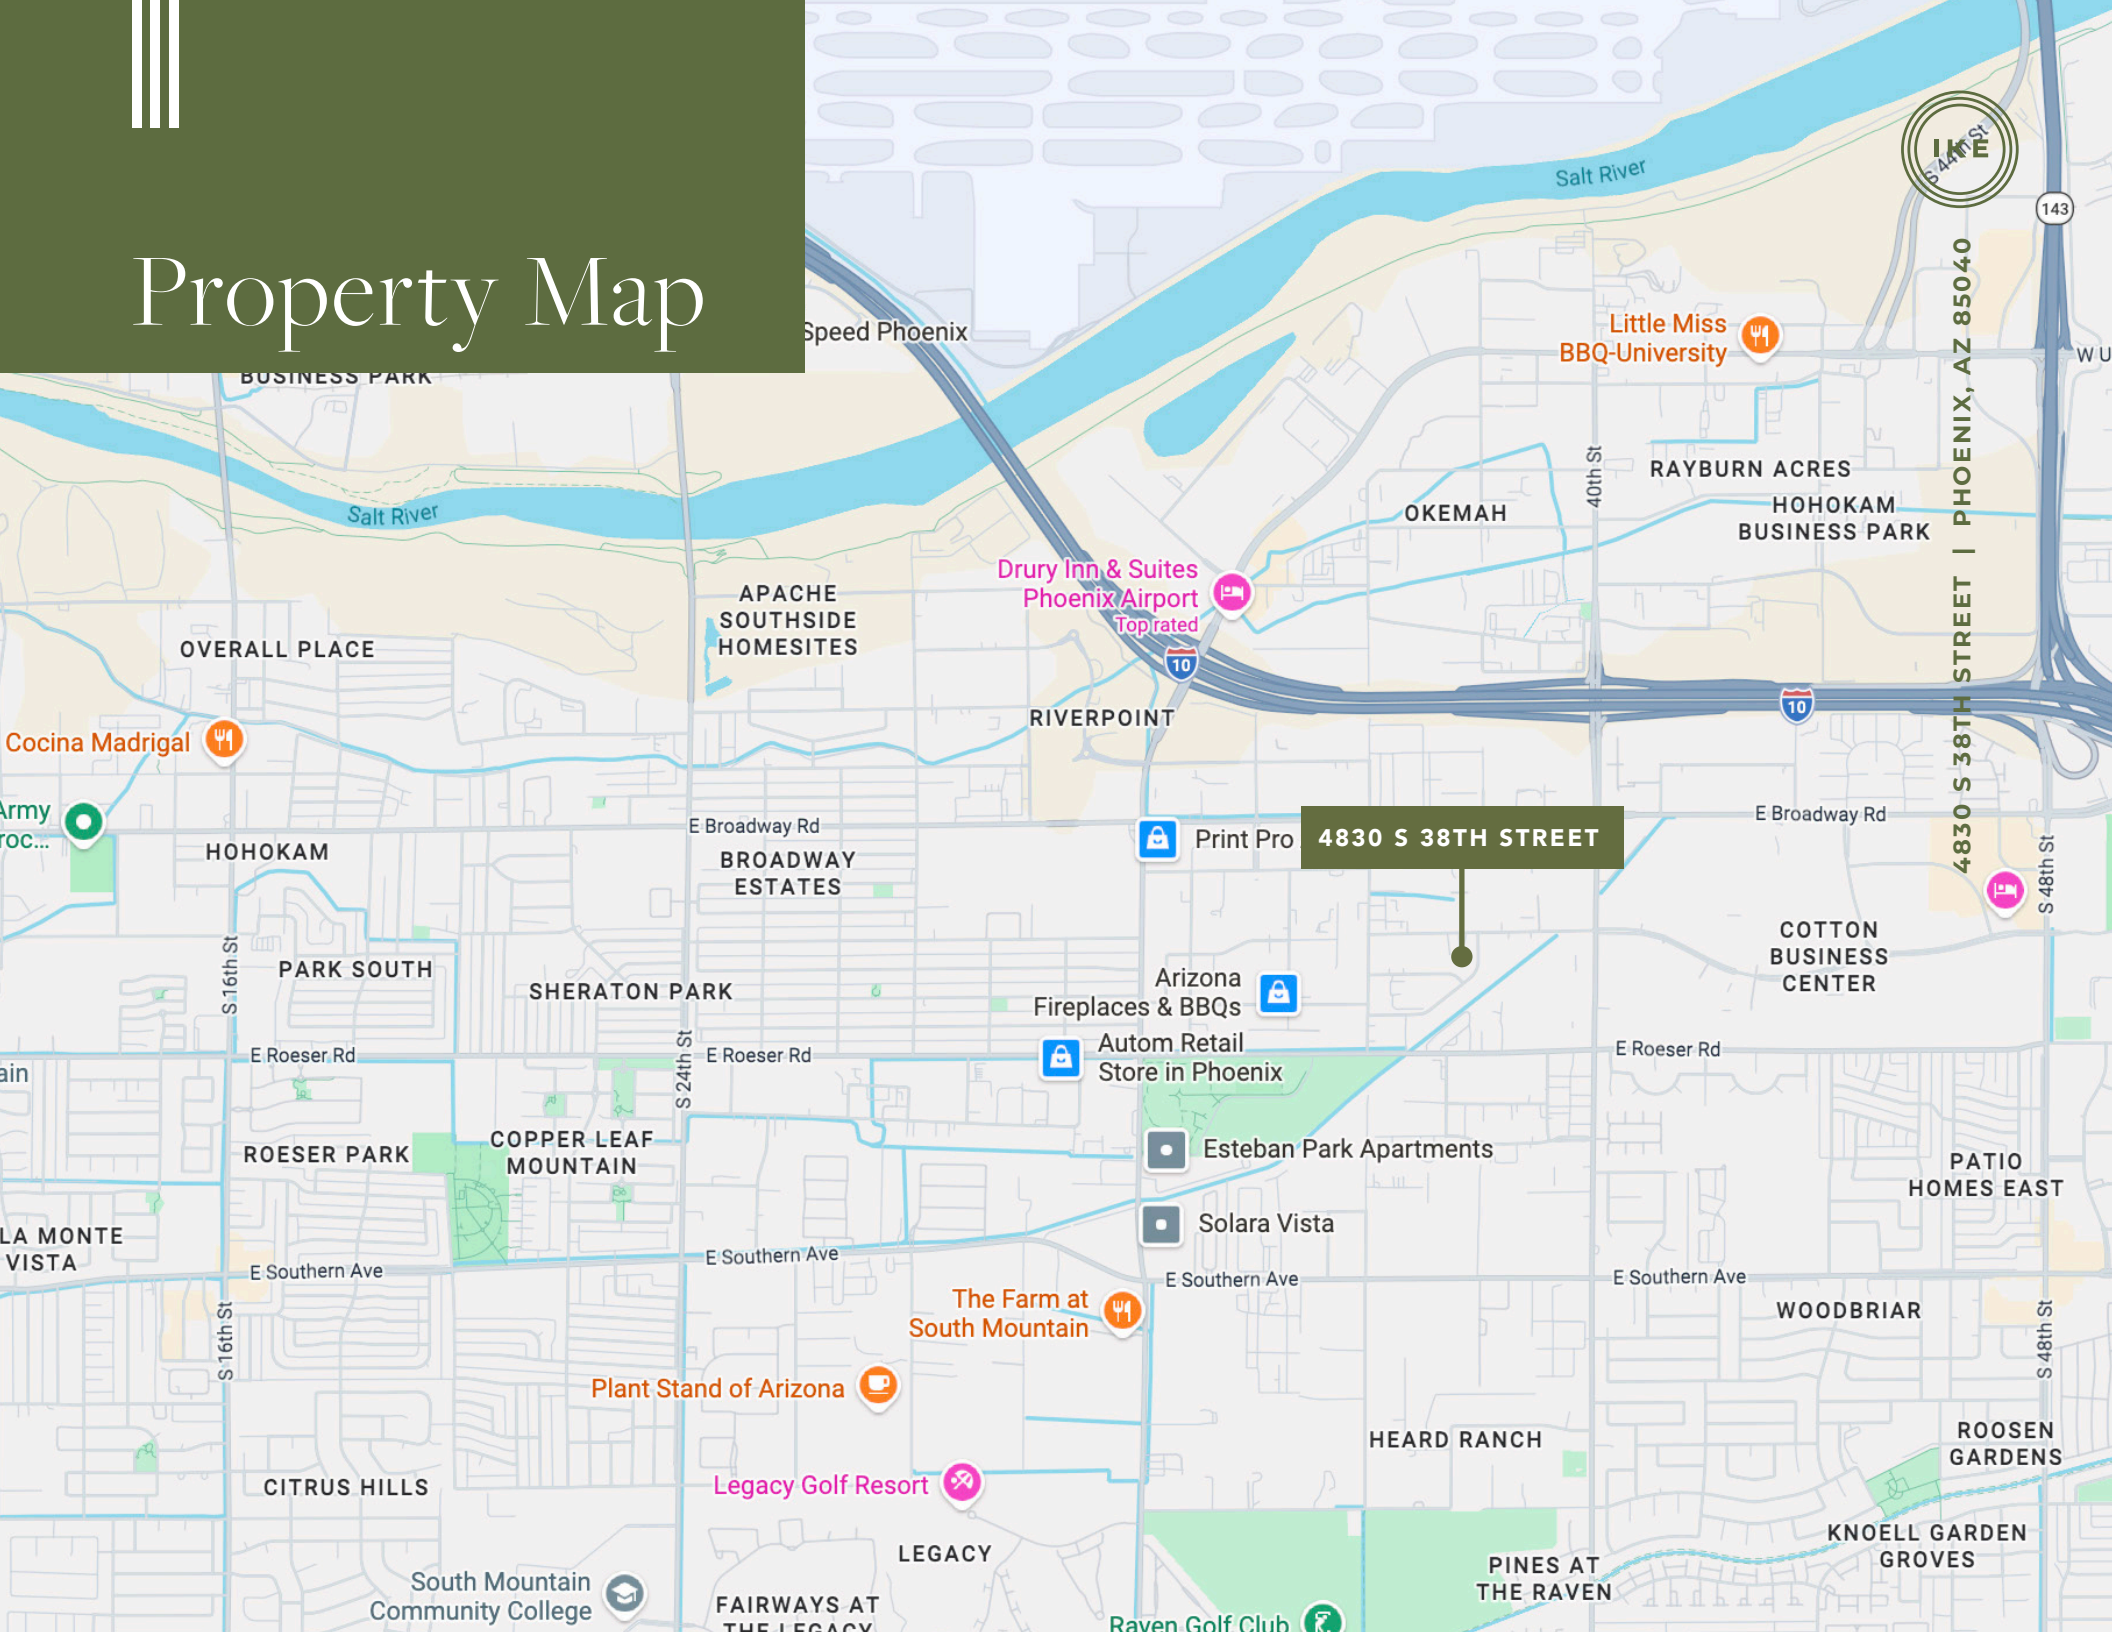 Property Map
IKE
S 44th St
143
4830 S 38TH STREET | PHOENIX, AZ 85040
Salt River
Speed Phoenix
BUSINESS PARK
Little Miss
BBQ-University
W U
40th St
RAYBURN ACRES
HOHOKAM
BUSINESS PARK
OKEMAH
Salt River
Drury Inn & Suites
Phoenix Airport
Top rated
10
APACHE
SOUTHSIDE
HOMESITES
OVERALL PLACE
RIVERPOINT
10
Cocina Madrigal
Army
roc...
E Broadway Rd
E Broadway Rd
Print Pro
4830 S 38TH STREET
HOHOKAM
BROADWAY
ESTATES
S 48th St
COTTON
BUSINESS
CENTER
S 16th St
PARK SOUTH
SHERATON PARK
Arizona
Fireplaces & BBQs
Autom Retail
Store in Phoenix
E Roeser Rd
E Roeser Rd
E Roeser Rd
S 24th St
ain
ROESER PARK
COPPER LEAF
MOUNTAIN
Esteban Park Apartments
PATIO
HOMES EAST
LA MONTE
VISTA
Solara Vista
E Southern Ave
E Southern Ave
E Southern Ave
E Southern Ave
S 16th St
The Farm at
South Mountain
WOODBRIAR
S 48th St
Plant Stand of Arizona
HEARD RANCH
ROOSEN
GARDENS
CITRUS HILLS
Legacy Golf Resort
LEGACY
KNOELL GARDEN
GROVES
PINES AT
THE RAVEN
South Mountain
Community College
FAIRWAYS AT
THE LEGACY
Raven Golf Club